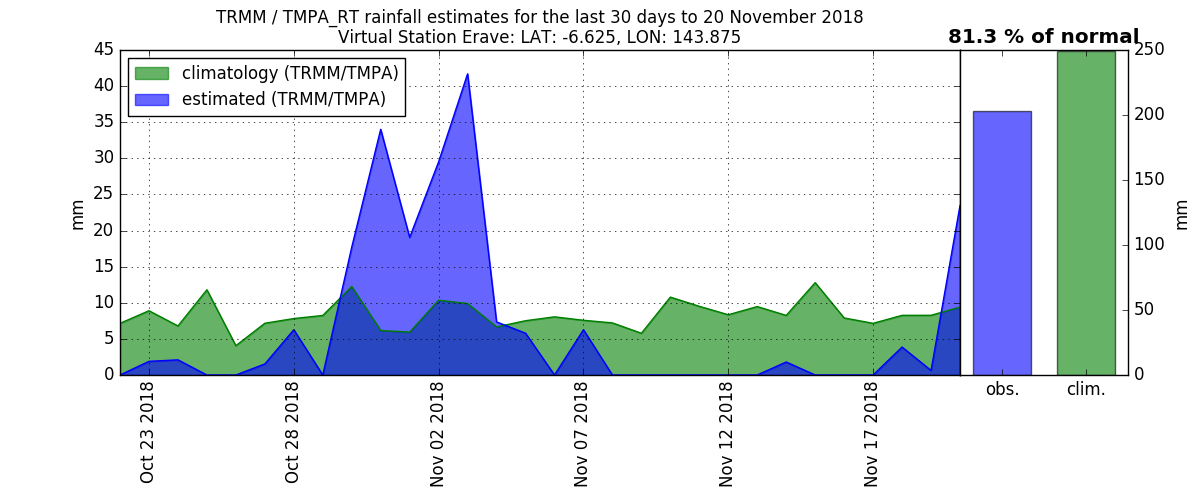 TRMM / TMPA_RT rainfall estimates for the last 30 days to 20 November 2018
Virtual Station Erave: LAT: -6.625, LON: 143.875
81.3 % of normal
climatology (TRMM/TMPA)
estimated (TRMM/TMPA)
45
40
35
30
25
20
15
10
5
0
mm
Oct 23 2018
Oct 28 2018
Nov 02 2018
Nov 07 2018
Nov 12 2018
Nov 17 2018
250
200
150
100
50
0
mm
obs.
clim.